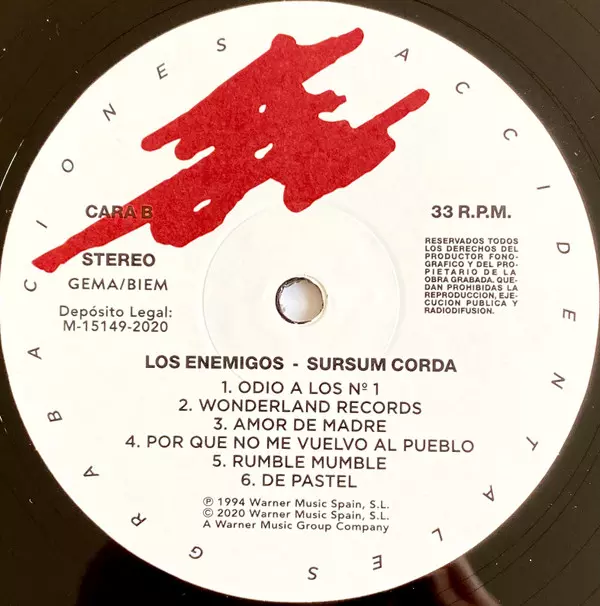 GRABACIONES ACCIDENTALES
CARA B
STEREO
GEMA/BIEM
Depósito Legal:
M-15149-2020
33 R.P.M.
RESERVADOS TODOS
LOS DERECHOS DEL
PRODUCTOR FONO-
GRAFICO Y DEL PRO-
PIETARIO DE LA
OBRA GRABADA. QUE-
DAN PROHIBIDAS LA
REPRODUCCION, EJE-
CUCION PUBLICA Y
RADIODIFUSION.
LOS ENEMIGOS - SURSUM CORDA
1. ODIO A LOS Nº 1
2. WONDERLAND RECORDS
3. AMOR DE MADRE
4. POR QUE NO ME VUELVO AL PUEBLO
5. RUMBLE MUMBLE
6. DE PASTEL
℗ 1994 Warner Music Spain, S.L.
© 2020 Warner Music Spain, S.L.
A Warner Music Group Company